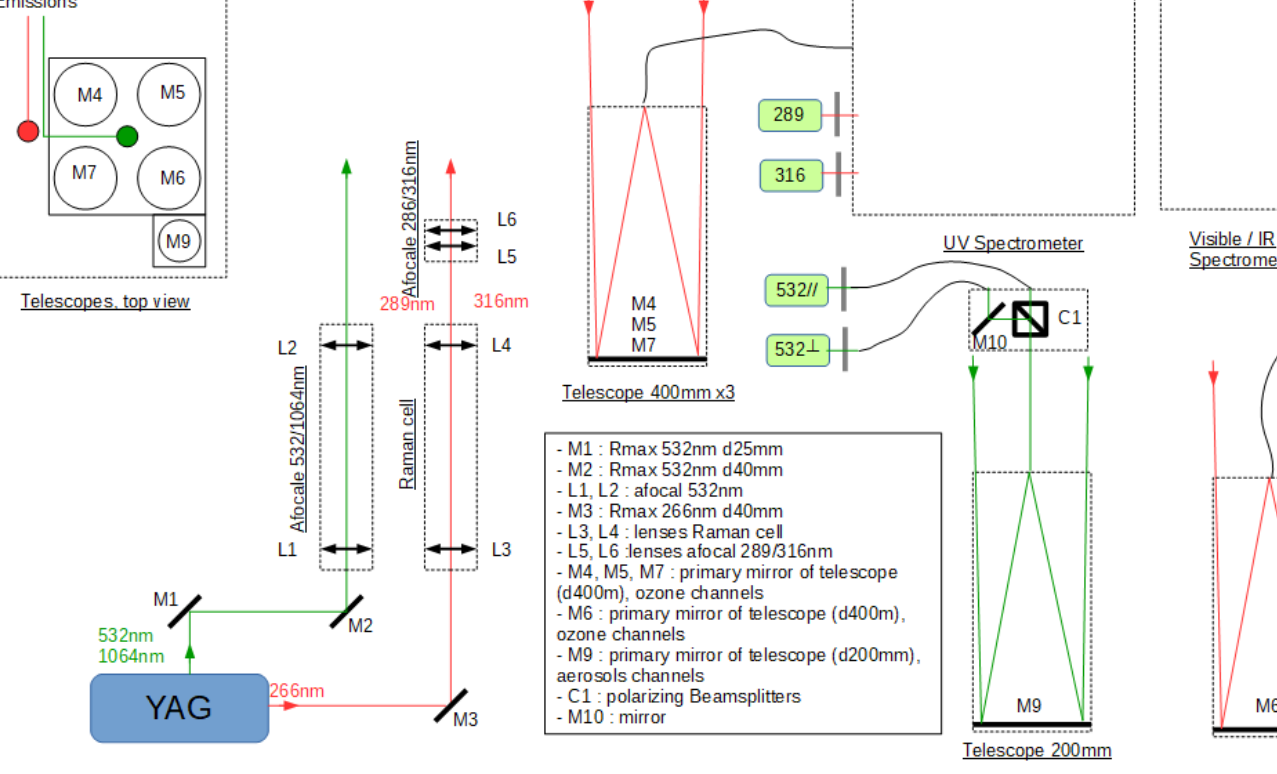 Emissions
M4
M5
M7
M6
M9
Telescopes, top view
Afocale 286/316nm
L6
L5
289nm
316nm
L2
L4
Afocale 532/1064nm
Raman cell
L1
L3
M1
M2
532nm
1064nm
YAG
266nm
M3
M4
M5
M7
Telescope 400mm x3
289
316
UV Spectrometer
Visible / IR
Spectrome
532//
532⊥
C1
M10
- M1 : Rmax 532nm d25mm
- M2 : Rmax 532nm d40mm
- L1, L2 : afocal 532nm
- M3 : Rmax 266nm d40mm
- L3, L4 : lenses Raman cell
- L5, L6 :lenses afocal 289/316nm
- M4, M5, M7 : primary mirror of telescope
(d400m), ozone channels
- M6 : primary mirror of telescope (d400m),
ozone channels
- M9 : primary mirror of telescope (d200mm),
aerosols channels
- C1 : polarizing Beamsplitters
- M10 : mirror
M9
Telescope 200mm
M6